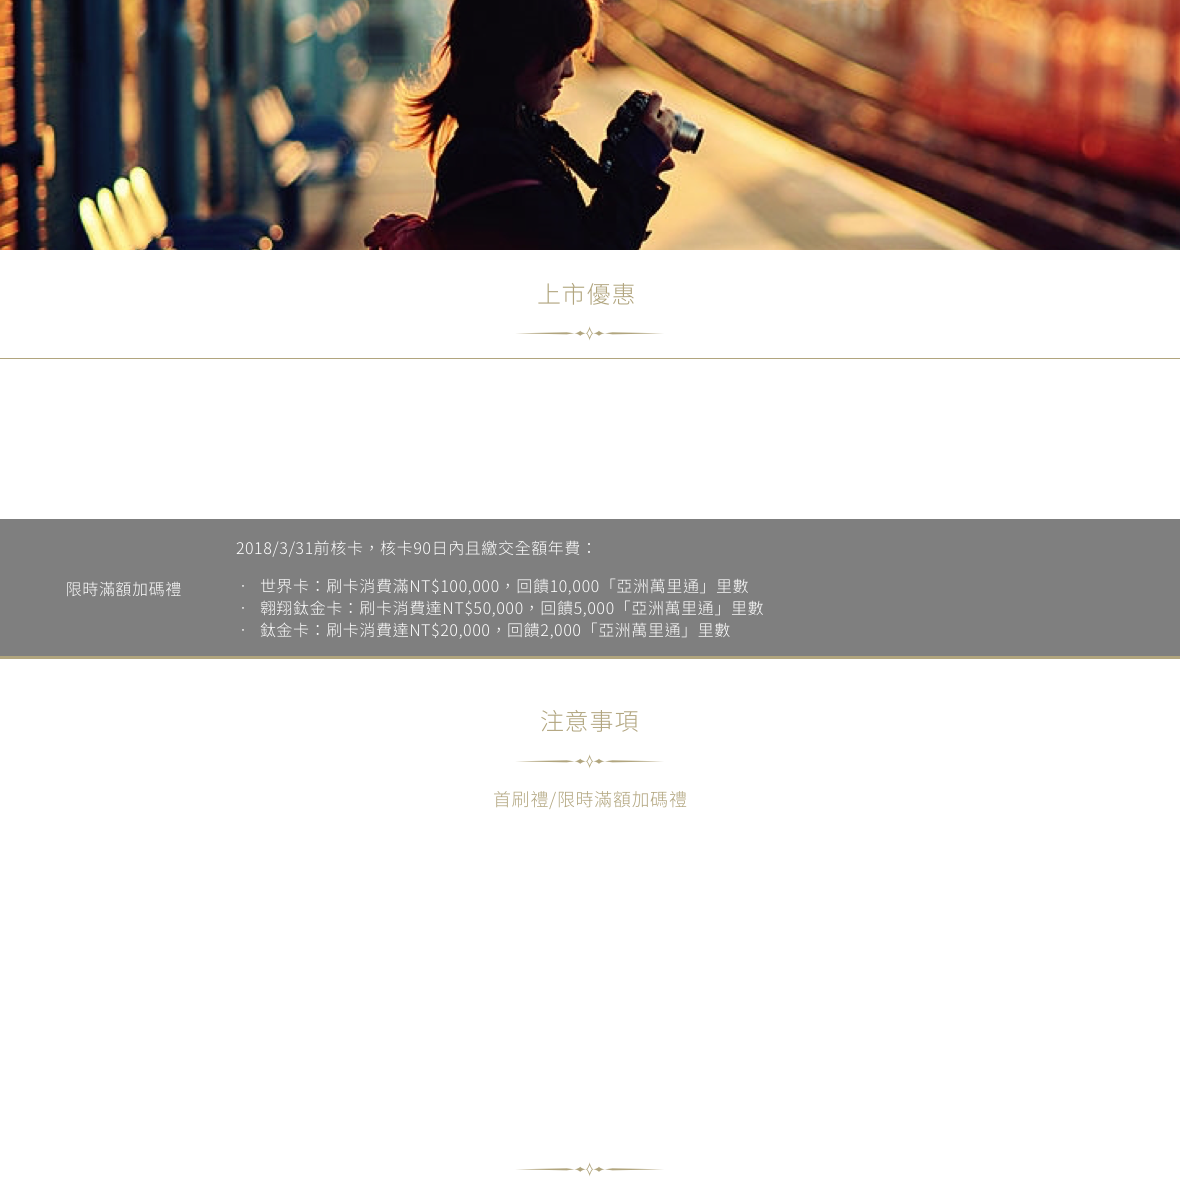 上市優惠
2018/3/31前核卡，核卡90日內且繳交全額年費：
限時滿額加碼禮
· 世界卡：刷卡消費滿NT$100,000，回饋10,000「亞洲萬里通」里數
· 翱翔鈦金卡：刷卡消費達NT$50,000，回饋5,000「亞洲萬里通」里數
· 鈦金卡：刷卡消費達NT$20,000，回饋2,000「亞洲萬里通」里數
注意事項
首刷禮/限時滿額加碼禮